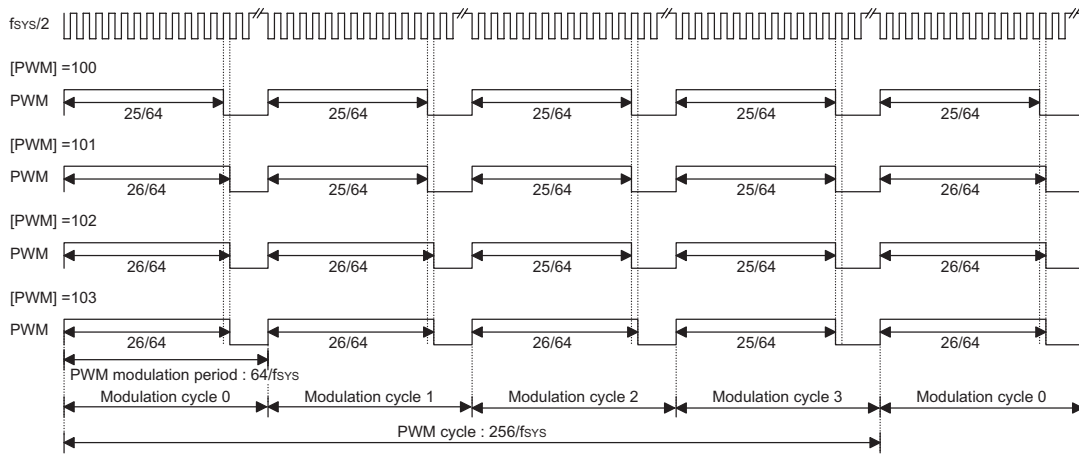 fSYS/2
[PWM] =100
PWM
25/64 25/64 25/64 25/64 25/64
[PWM] =101
PWM
26/64 25/64 25/64 25/64 26/64
[PWM] =102
PWM
26/64 26/64 25/64 25/64 26/64
[PWM] =103
PWM
26/64 26/64 26/64 25/64 26/64
PWM modulation period : 64/fSYS
Modulation cycle 0 Modulation cycle 1 Modulation cycle 2 Modulation cycle 3 Modulation cycle 0
PWM cycle : 256/fSYS